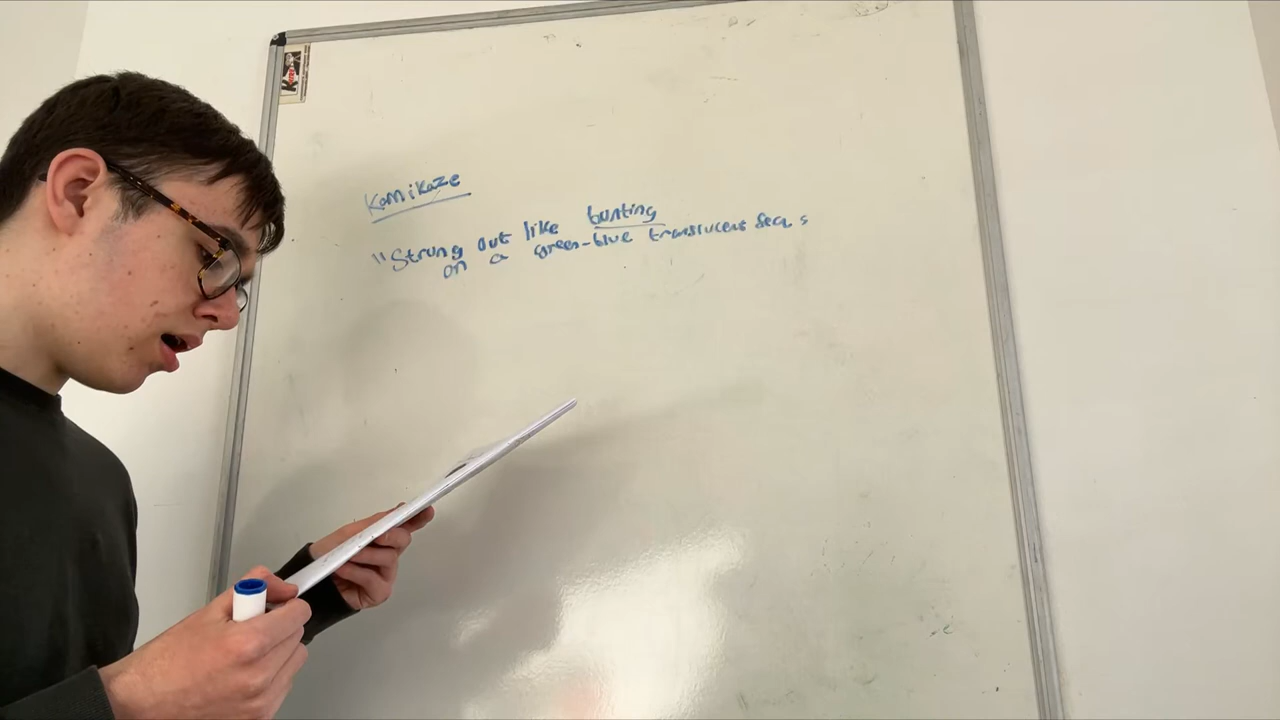 Kamikaze
"Strung out like bunting
on a green-blue translucent sea,s